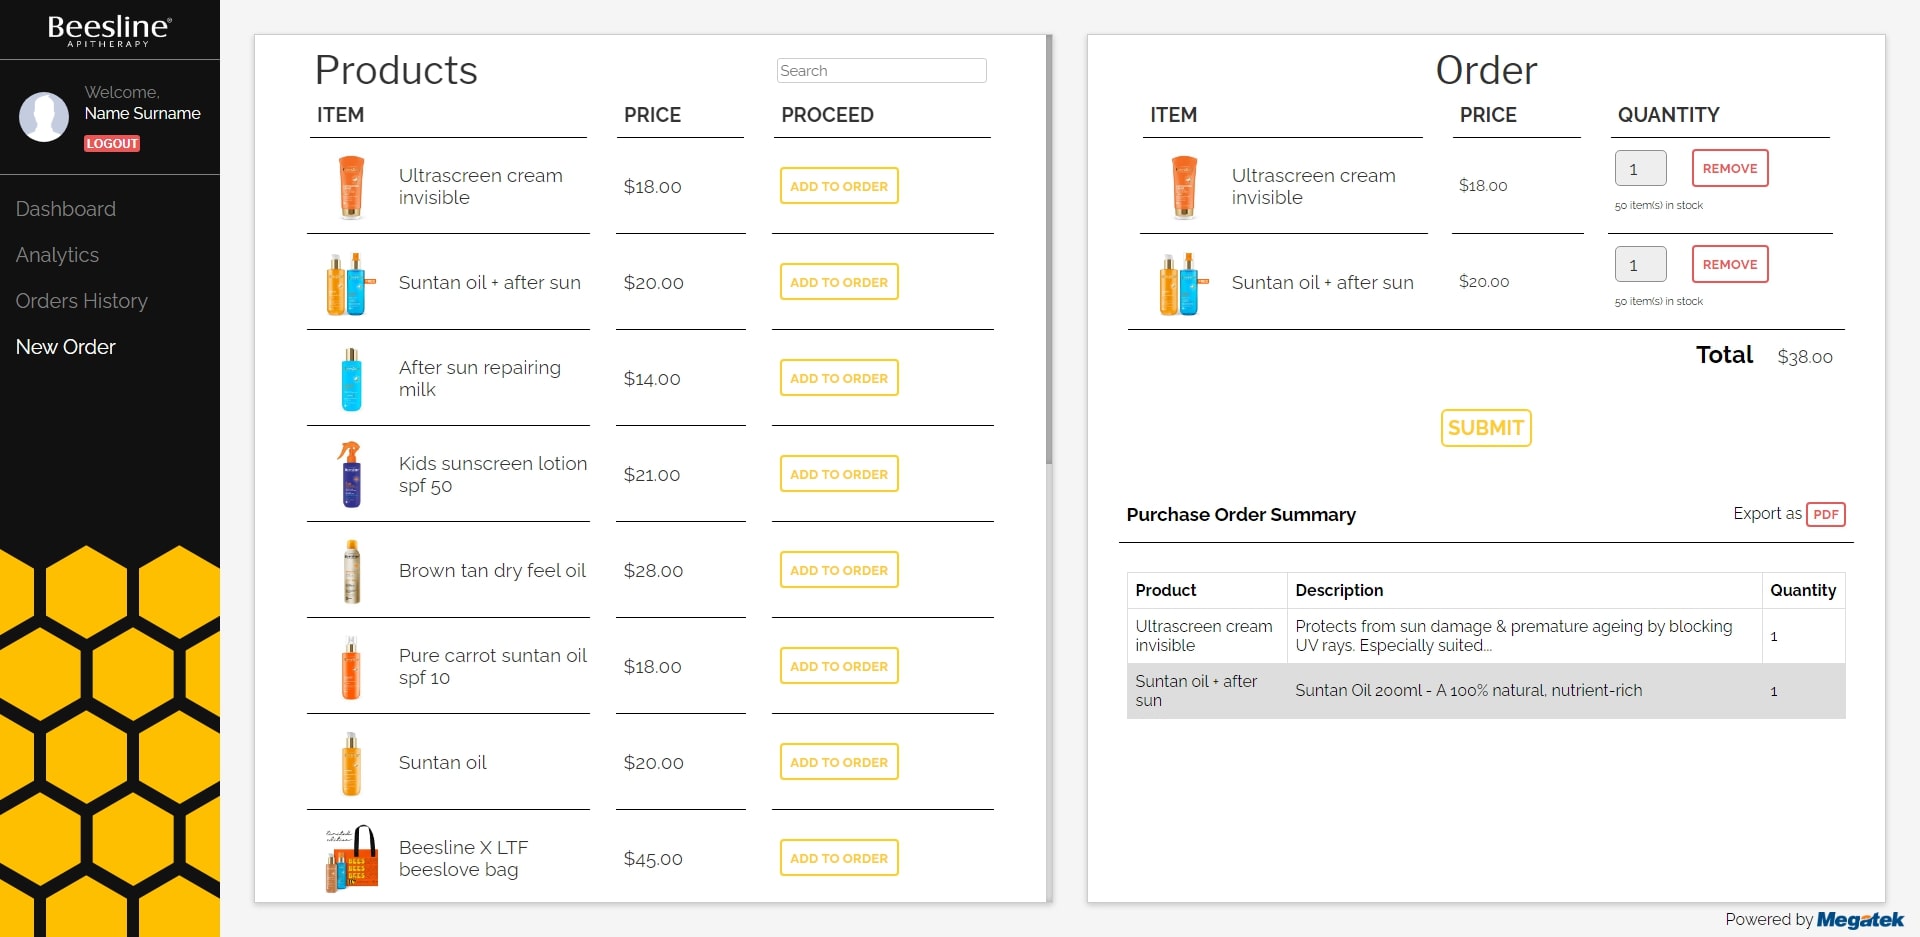 Beesline®
APITHERAPY
Welcome,
Name Surname
LOGOUT
Dashboard
Analytics
Orders History
New Order
Products
Search
ITEM PRICE PROCEED
Ultrascreen cream
invisible
$18.00
ADD TO ORDER
Suntan oil + after sun
$20.00
ADD TO ORDER
After sun repairing
milk
$14.00
ADD TO ORDER
Kids sunscreen lotion
spf 50
$21.00
ADD TO ORDER
Brown tan dry feel oil
$28.00
ADD TO ORDER
Pure carrot suntan oil
spf 10
$18.00
ADD TO ORDER
Suntan oil
$20.00
ADD TO ORDER
limited
edition
BEES
BEES
BEES
Beesline X LTF
beeslove bag
$45.00
ADD TO ORDER
Order
ITEM PRICE QUANTITY
Ultrascreen cream
invisible
$18.00
1
REMOVE
50 item(s) in stock
Suntan oil + after sun
$20.00
1
REMOVE
50 item(s) in stock
Total $38.00
SUBMIT
Purchase Order Summary
Export as PDF
Product Description Quantity
Ultrascreen cream
invisible
Protects from sun damage & premature ageing by blocking
UV rays. Especially suited...
1
Suntan oil + after
sun
Suntan Oil 200ml - A 100% natural, nutrient-rich
1
Powered by Megatek